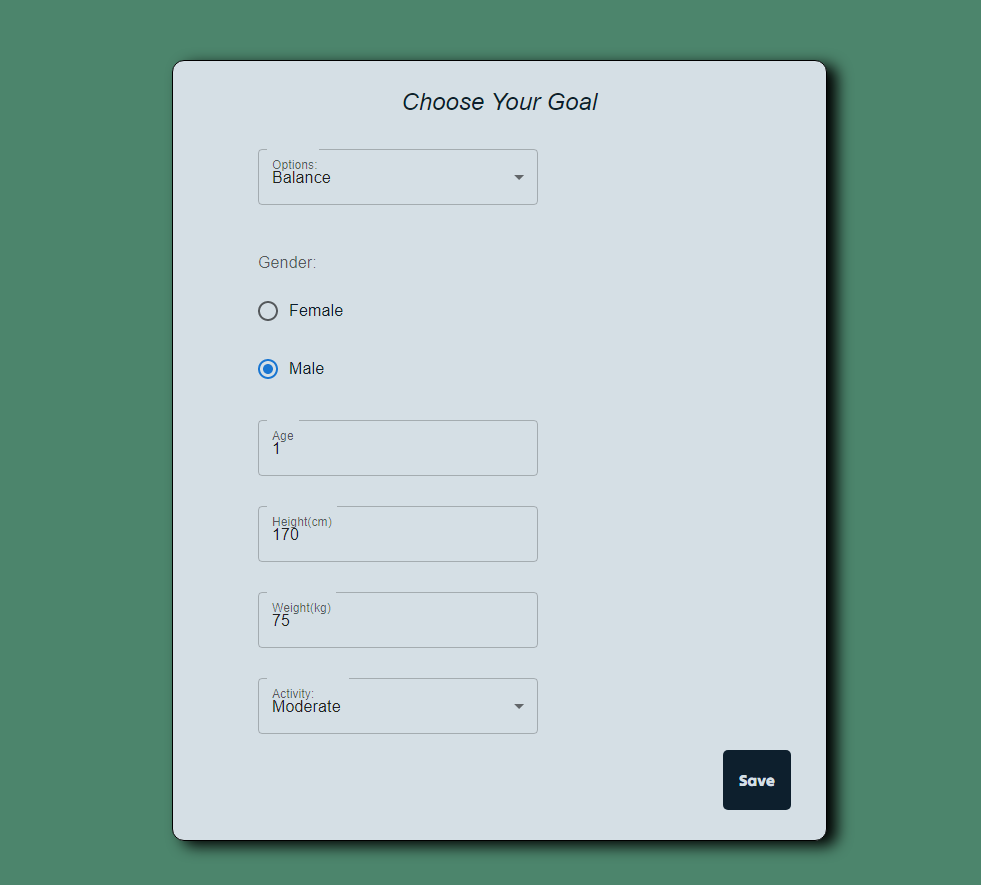 Choose Your Goal
Options:
Balance
Gender:
Female
Male
Age
1
Height(cm)
170
Weight(kg)
75
Activity:
Moderate
Save